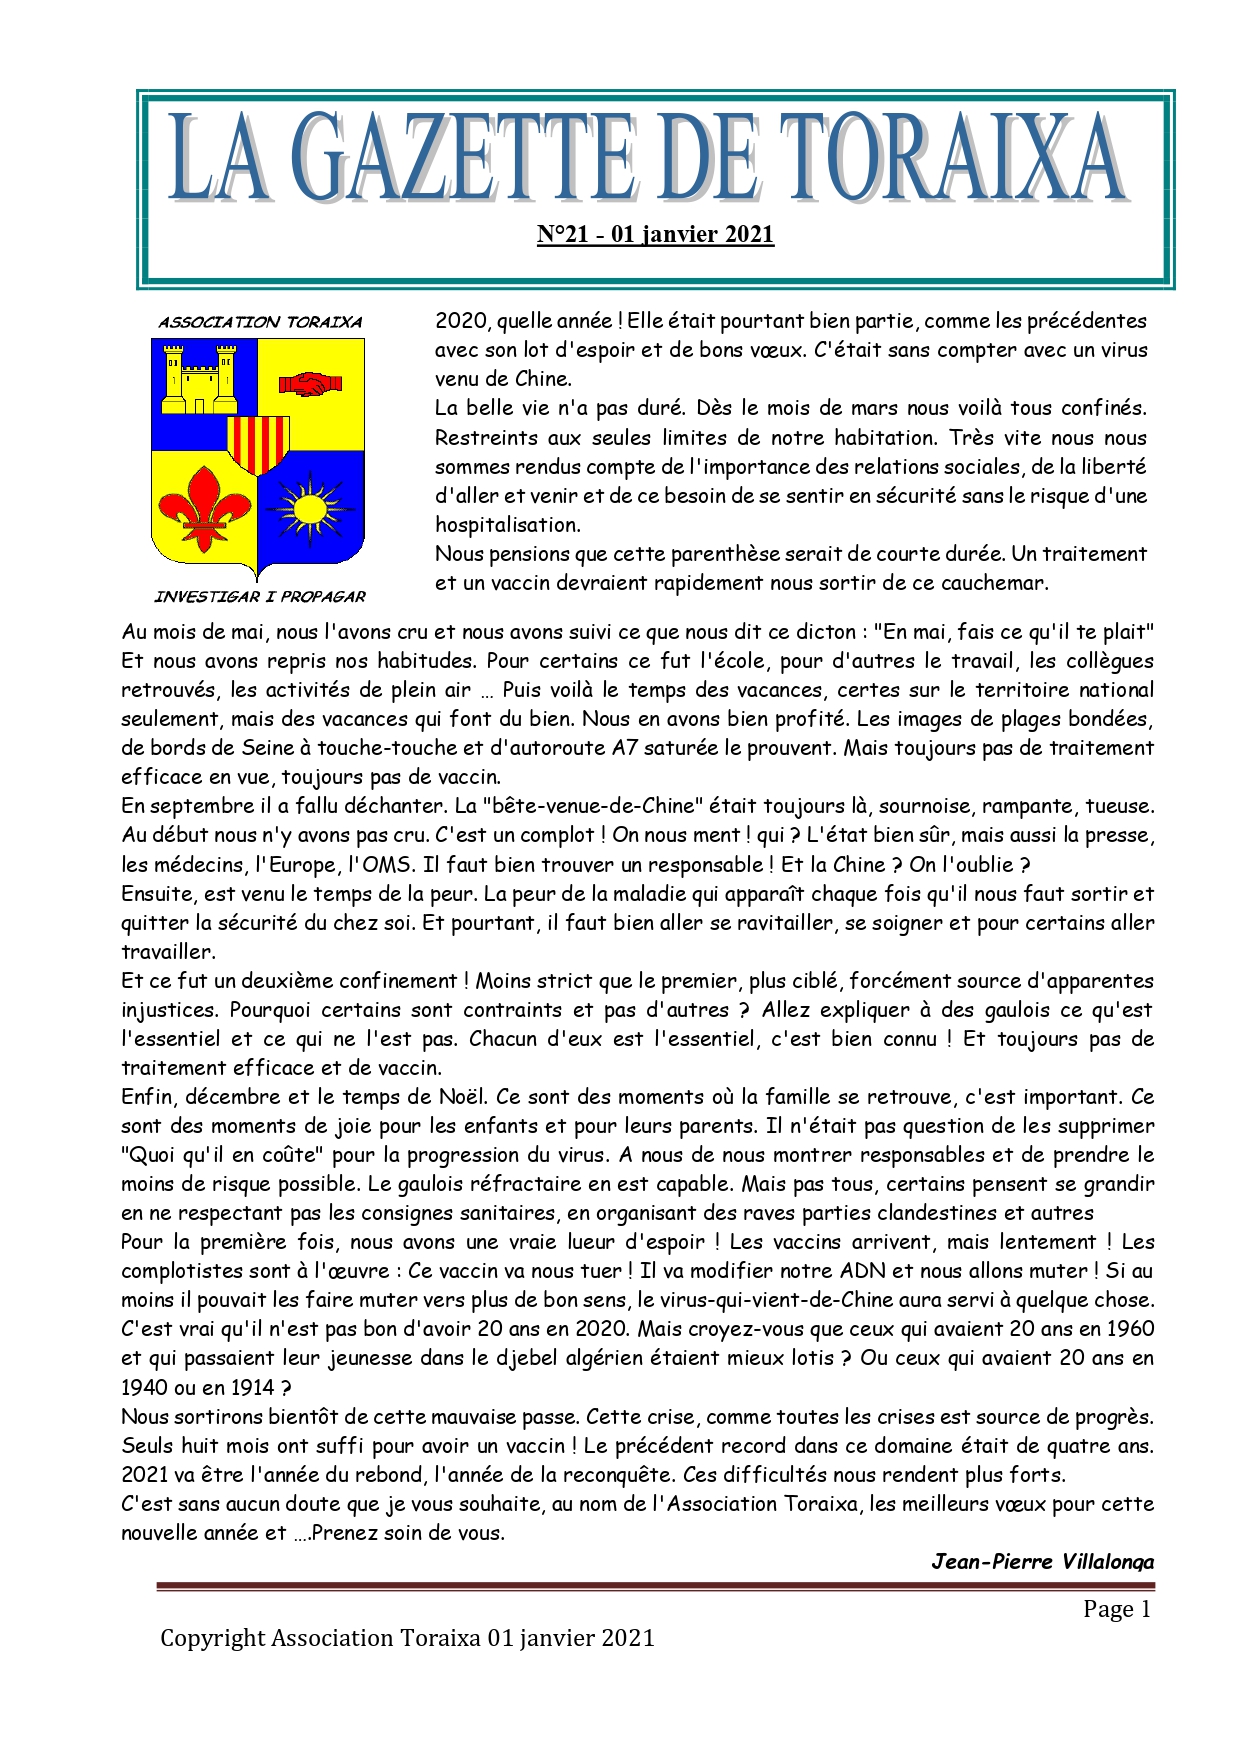 LA GAZETTE DE TORAIXA
N°21 - 01 janvier 2021
ASSOCIATION TORAIXA
INVESTIGAR I PROPAGAR
2020, quelle année ! Elle était pourtant bien partie, comme les précédentes
avec son lot d'espoir et de bons vœux. C'était sans compter avec un virus
venu de Chine.
La belle vie n'a pas duré. Dès le mois de mars nous voilà tous confinés.
Restreints aux seules limites de notre habitation. Très vite nous nous
sommes rendus compte de l'importance des relations sociales, de la liberté
d'aller et venir et de ce besoin de se sentir en sécurité sans le risque d'une
hospitalisation.
Nous pensions que cette parenthèse serait de courte durée. Un traitement
et un vaccin devraient rapidement nous sortir de ce cauchemar.
Au mois de mai, nous l'avons cru et nous avons suivi ce que nous dit ce dicton : "En mai, fais ce qu'il te plait"
Et nous avons repris nos habitudes. Pour certains ce fut l'école, pour d'autres le travail, les collègues
retrouvés, les activités de plein air … Puis voilà le temps des vacances, certes sur le territoire national
seulement, mais des vacances qui font du bien. Nous en avons bien profité. Les images de plages bondées,
de bords de Seine à touche-touche et d'autoroute A7 saturée le prouvent. Mais toujours pas de traitement
efficace en vue, toujours pas de vaccin.
En septembre il a fallu déchanter. La "bête-venue-de-Chine" était toujours là, sournoise, rampante, tueuse.
Au début nous n'y avons pas cru. C'est un complot ! On nous ment ! qui ? L'état bien sûr, mais aussi la presse,
les médecins, l'Europe, l'OMS. Il faut bien trouver un responsable ! Et la Chine ? On l'oublie ?
Ensuite, est venu le temps de la peur. La peur de la maladie qui apparaît chaque fois qu'il nous faut sortir et
quitter la sécurité du chez soi. Et pourtant, il faut bien aller se ravitailler, se soigner et pour certains aller
travailler.
Et ce fut un deuxième confinement ! Moins strict que le premier, plus ciblé, forcément source d'apparentes
injustices. Pourquoi certains sont contraints et pas d'autres ? Allez expliquer à des gaulois ce qu'est
l'essentiel et ce qui ne l'est pas. Chacun d'eux est l'essentiel, c'est bien connu ! Et toujours pas de
traitement efficace et de vaccin.
Enfin, décembre et le temps de Noël. Ce sont des moments où la famille se retrouve, c'est important. Ce
sont des moments de joie pour les enfants et pour leurs parents. Il n'était pas question de les supprimer
"Quoi qu'il en coûte" pour la progression du virus. A nous de nous montrer responsables et de prendre le
moins de risque possible. Le gaulois réfractaire en est capable. Mais pas tous, certains pensent se grandir
en ne respectant pas les consignes sanitaires, en organisant des raves parties clandestines et autres
Pour la première fois, nous avons une vraie lueur d'espoir ! Les vaccins arrivent, mais lentement ! Les
complotistes sont à l'œuvre : Ce vaccin va nous tuer ! Il va modifier notre ADN et nous allons muter ! Si au
moins il pouvait les faire muter vers plus de bon sens, le virus-qui-vient-de-Chine aura servi à quelque chose.
C'est vrai qu'il n'est pas bon d'avoir 20 ans en 2020. Mais croyez-vous que ceux qui avaient 20 ans en 1960
et qui passaient leur jeunesse dans le djebel algérien étaient mieux lotis ? Ou ceux qui avaient 20 ans en
1940 ou en 1914 ?
Nous sortirons bientôt de cette mauvaise passe. Cette crise, comme toutes les crises est source de progrès.
Seuls huit mois ont suffi pour avoir un vaccin ! Le précédent record dans ce domaine était de quatre ans.
2021 va être l'année du rebond, l'année de la reconquête. Ces difficultés nous rendent plus forts.
C'est sans aucun doute que je vous souhaite, au nom de l'Association Toraixa, les meilleurs vœux pour cette
nouvelle année et ….Prenez soin de vous.
Jean-Pierre Villalonga
Page 1
Copyright Association Toraixa 01 janvier 2021